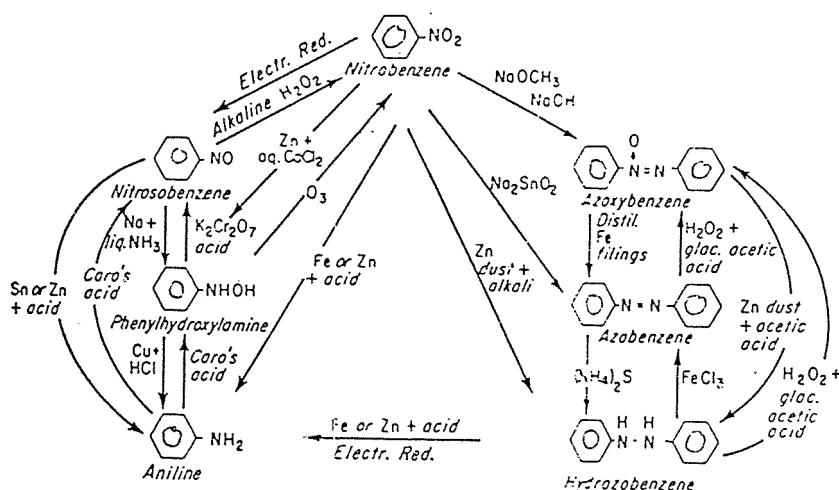 NO2
Electr. Red.
Nitrobenzene
Alkaline H2O2
NaOCH3
Zn +
O3
NO
Nitrosobenzene
Na +
liq. NH3
K2Cr2O7
acid
Sn or Zn
+ acid
Caro's
acid
Fe or Zn
+ acid
NHOH
Phenylhydroxylamine
Cu+
HCl
Caro's
acid
NH2
Aniline
Na2SnO2
Zn
dust +
alkali
O
N=N
Azoxybenzene
Distil.
Fe
filings
H2O2 +
glac. acetic
acid
N=N
Azobenzene
Zn dust
+ acetic
acid
FeCl3
H2O2 +
glac.
acetic
acid
H H
N-N
Hydrazobenzene
Fe or Zn + acid
Electr. Red.